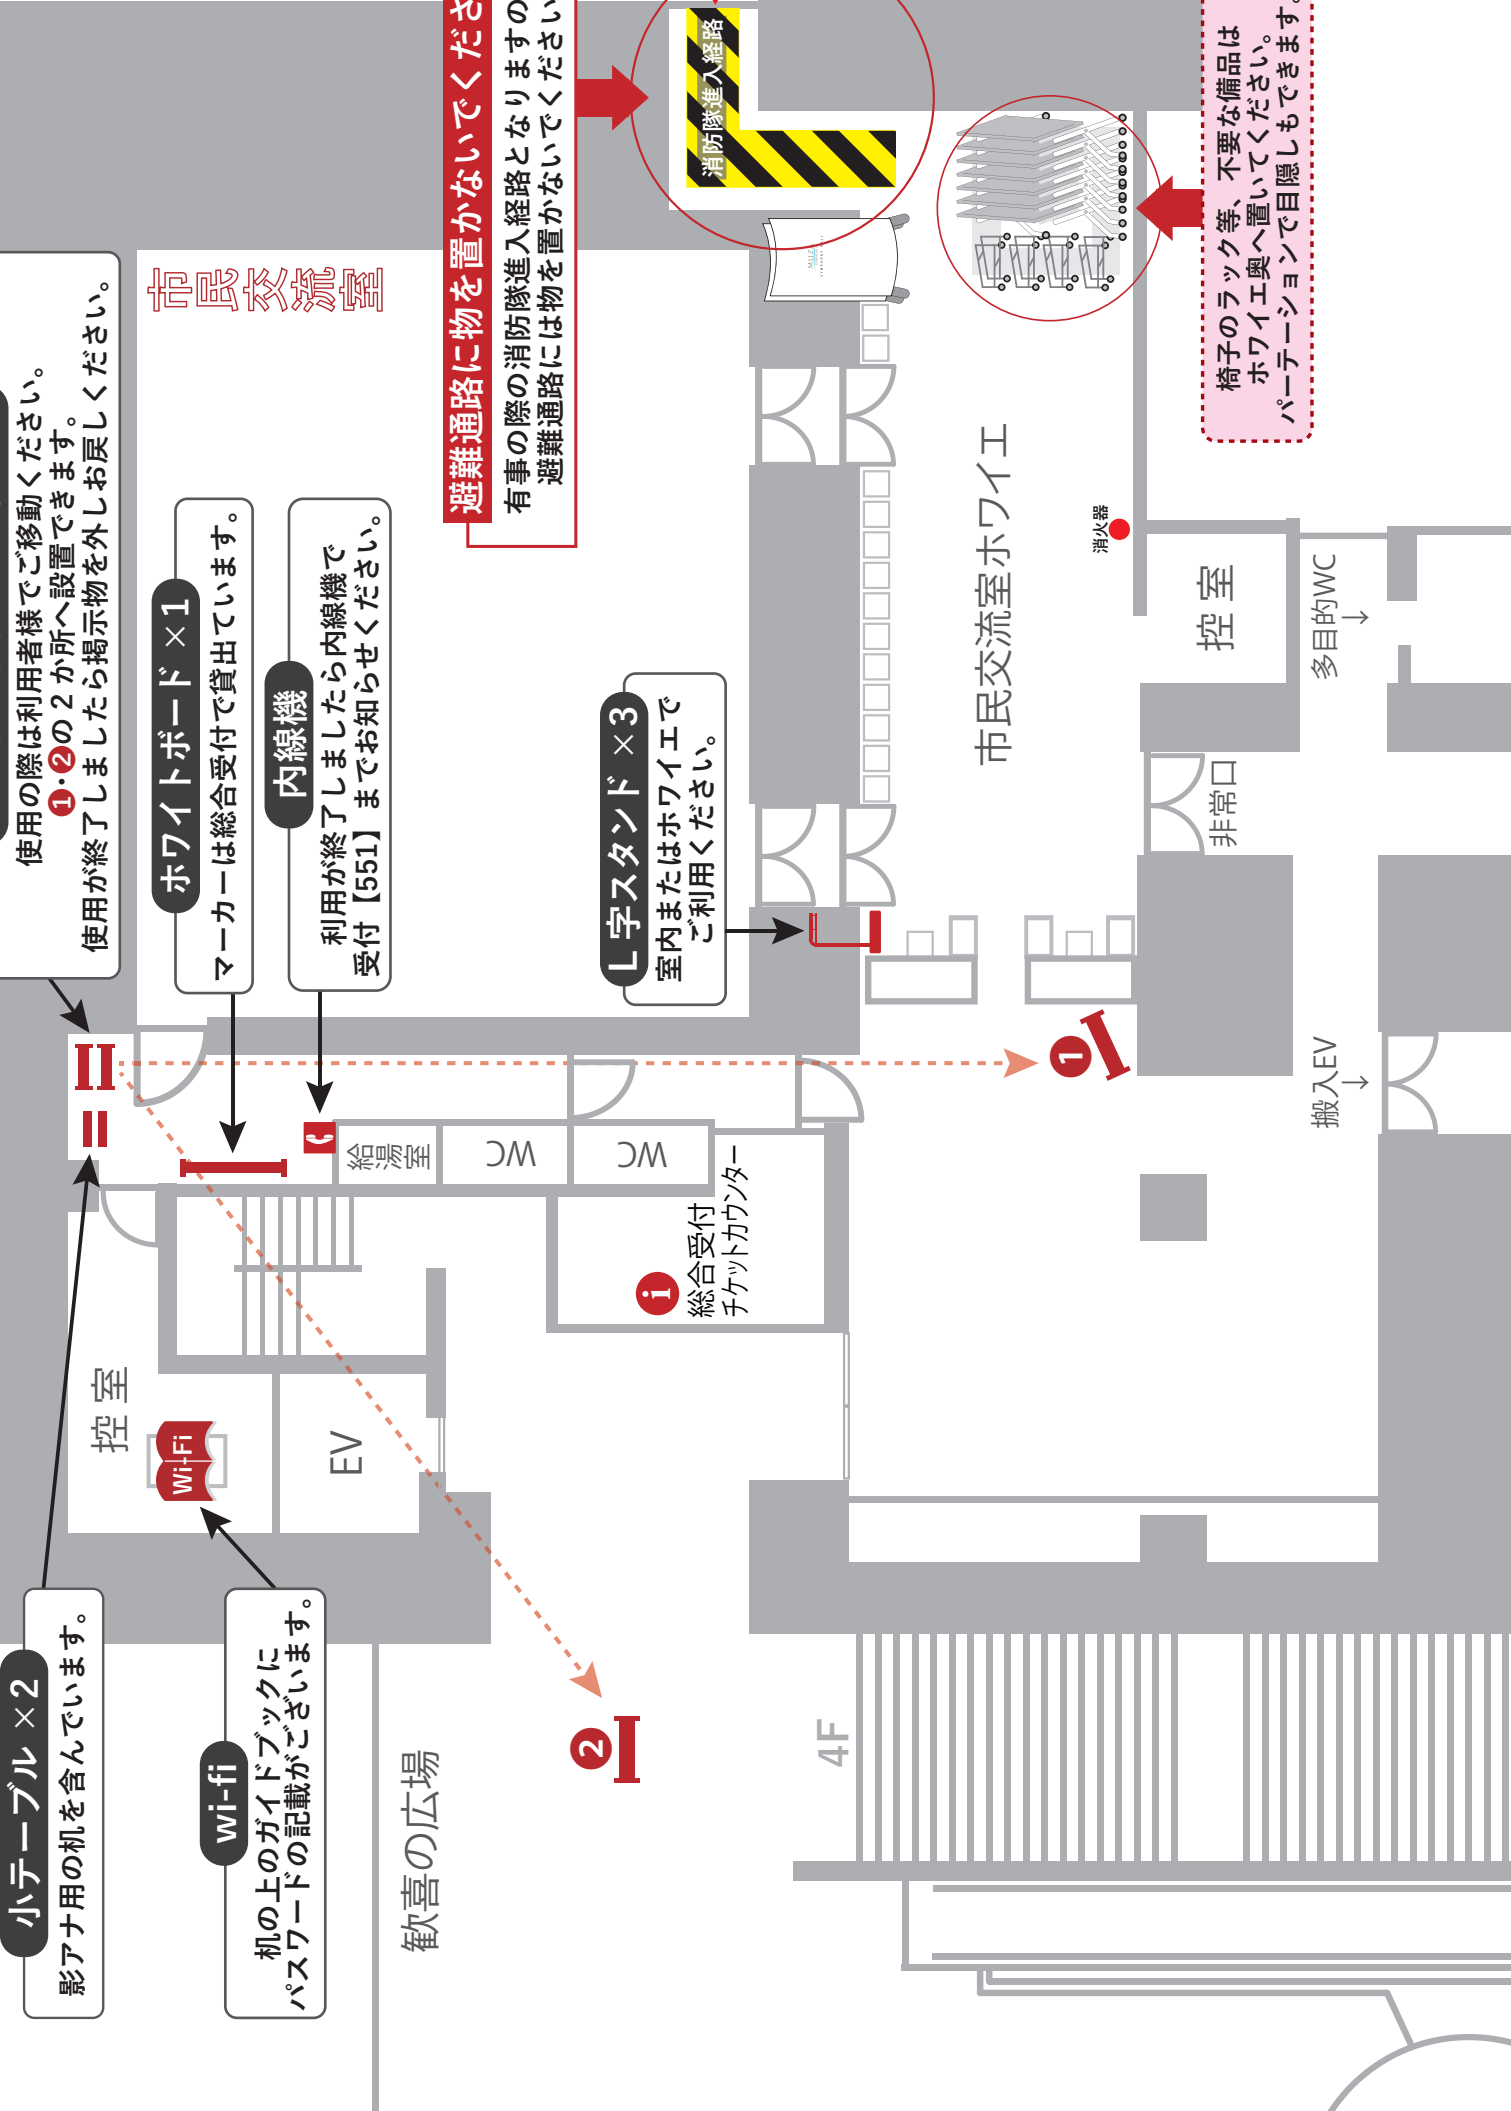 使用の際は利用者様でご移動ください。
❶・❷の２か所へ設置できます。
使用が終了しましたら掲示物を外しお戻しください。
市民交流室
ホワイトボード ×1
マーカーは総合受付で貸出ています。
内線機
利用が終了しましたら内線機で
受付【551】までお知らせください。
避難通路に物を置かないでくださ
有事の際の消防隊進入経路となりますの
避難通路には物を置かないでください
消防隊進入経路
椅子のラック等、不要な備品は
ホワイエ奥へ置いてください。
パーテーションで目隠しもできます。
L 字スタンド ×3
室内またはホワイエで
ご利用ください。
市民交流室ホワイエ
消火器
控室
多目的WC
→
非常口
搬入EV
→
1
給湯室
WC
WC
i
総合受付
チケットカウンター
控室
Wi-Fi
EV
小テーブル ×2
影アナ用の机を含んでいます。
wi-fi
机の上のガイドブックに
パスワードの記載がございます。
歓喜の広場
2
4F